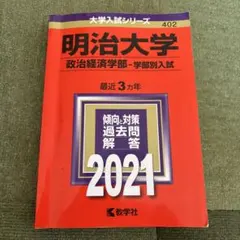 大学入試シリーズ
402
明治大学
政治経済学部-学部別入試
最近3カ年
傾向と対策
過去問
解答
2021
教学社